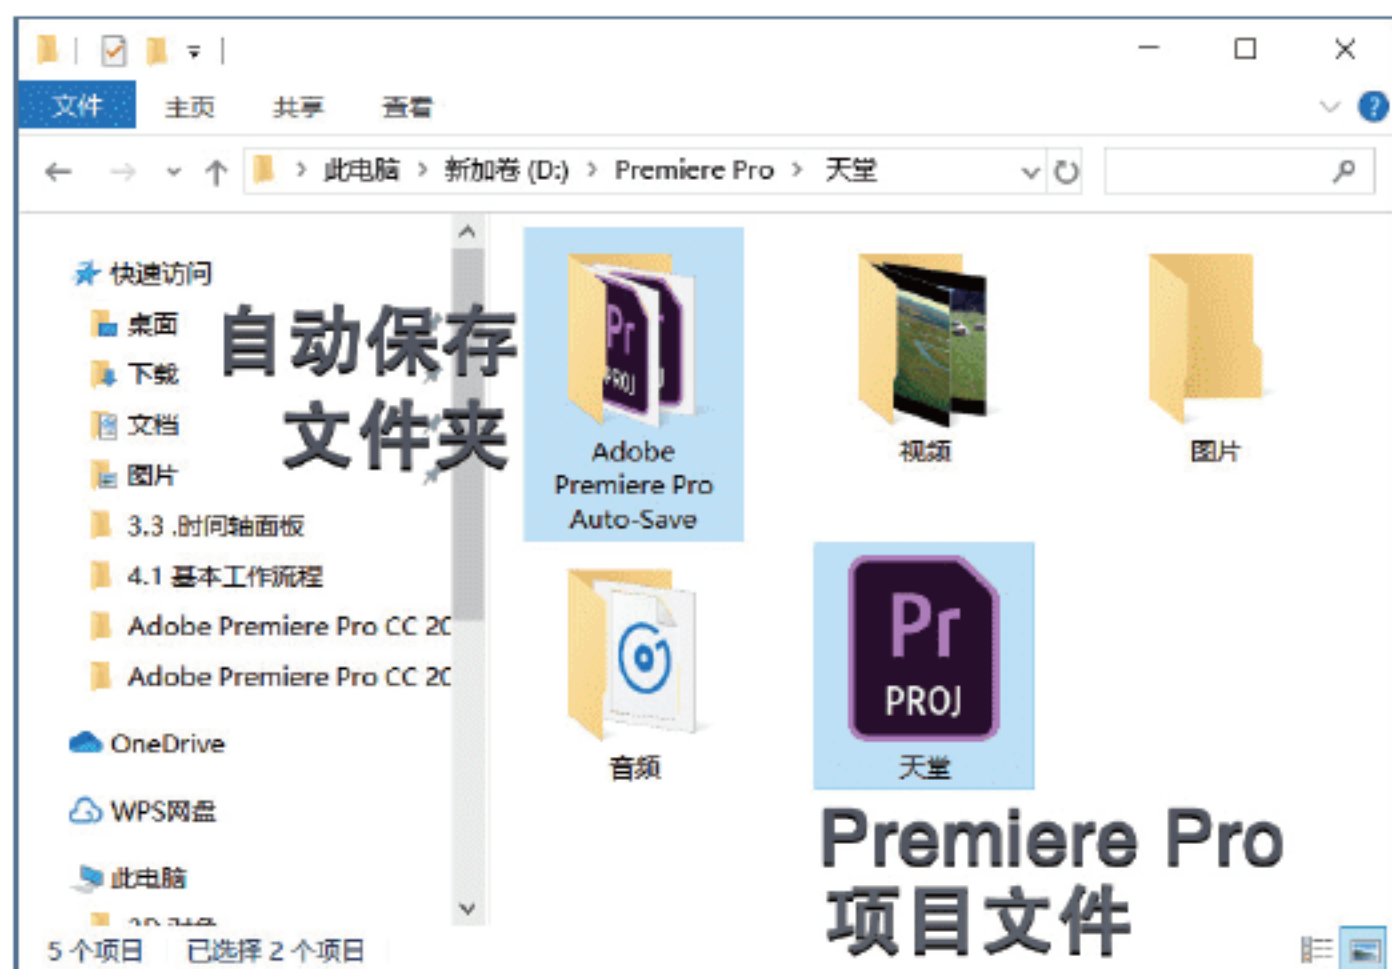 文件 主页 共享 查看
此电脑 > 新加卷 (D:) > Premiere Pro > 天堂
快速访问
桌面
下载
文档
图片
3.3 .时间轴面板
4.1 基本工作流程
Adobe Premiere Pro CC 20
Adobe Premiere Pro CC 20
OneDrive
WPS网盘
此电脑
自动保存
文件夹
Pr
PROJ
Adobe
Premiere Pro
Auto-Save
视频
图片
音频
Pr
PROJ
天堂
Premiere Pro
项目文件
5 个项目 已选择 2 个项目